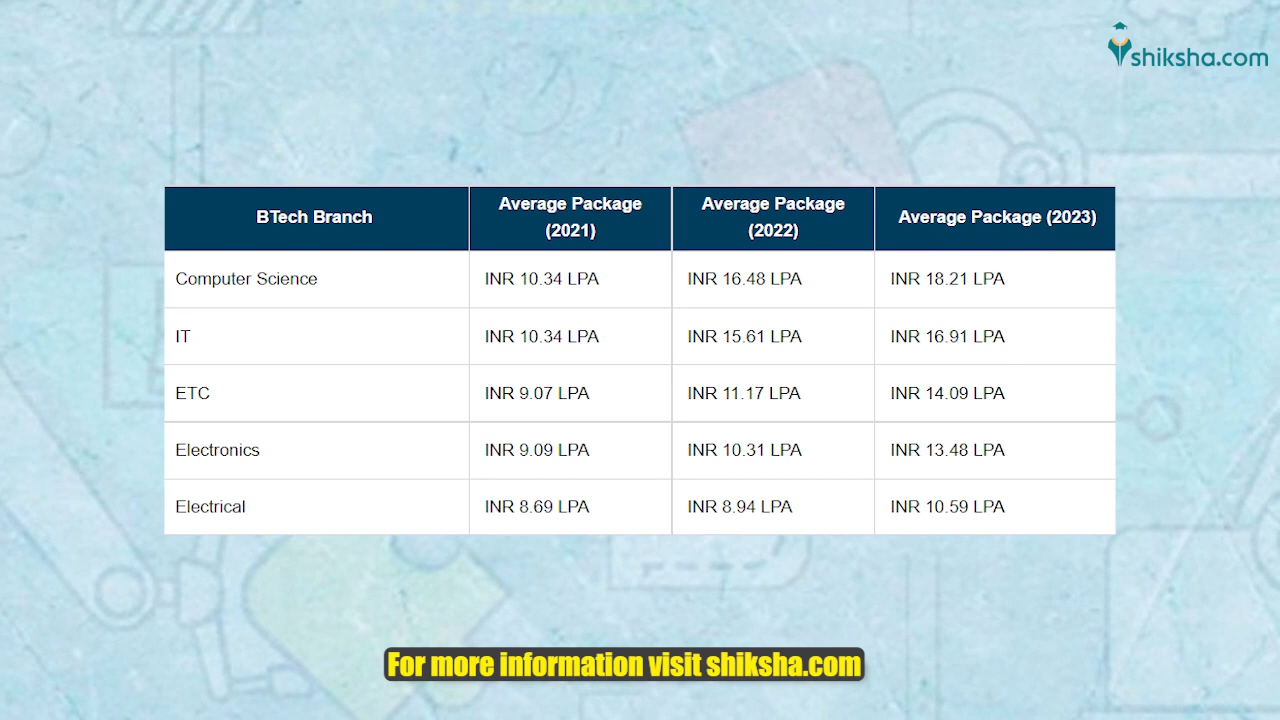 shiksha.com
BTech Branch
Average Package
(2021)
Average Package
(2022)
Average Package (2023)
Computer Science
INR 10.34 LPA
INR 16.48 LPA
INR 18.21 LPA
IT
INR 10.34 LPA
INR 15.61 LPA
INR 16.91 LPA
ETC
INR 9.07 LPA
INR 11.17 LPA
INR 14.09 LPA
Electronics
INR 9.09 LPA
INR 10.31 LPA
INR 13.48 LPA
Electrical
INR 8.69 LPA
INR 8.94 LPA
INR 10.59 LPA
For more information visit shiksha.com